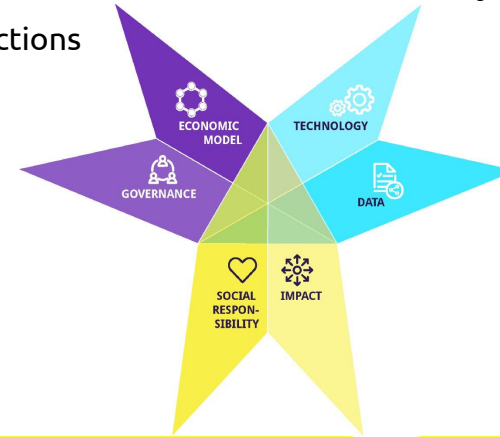 ctions
ECONOMIC
MODEL
TECHNOLOGY
GOVERNANCE
DATA
SOCIAL
RESPON-
SIBILITY
IMPACT